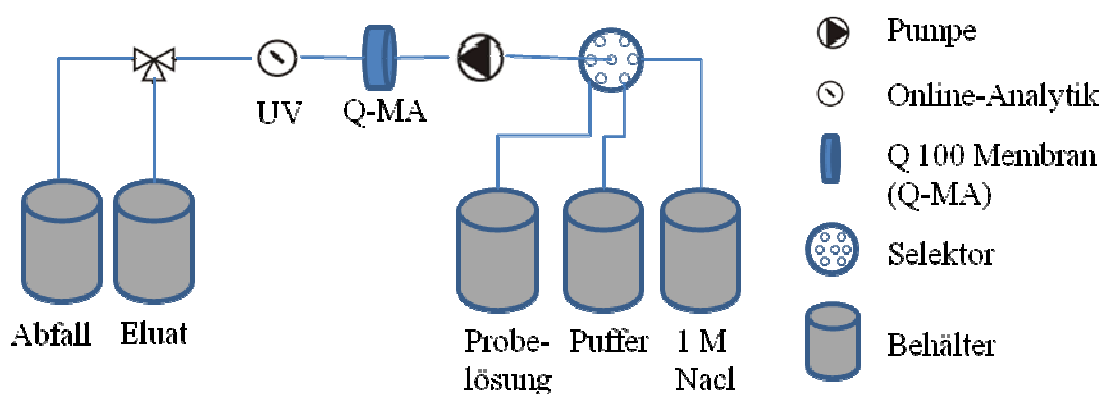 UV
Q-MA
Abfall
Eluat
Probe-
lösung
Puffer
1 M
Nacl
Pumpe
Online-Analytik
Q 100 Membran
(Q-MA)
Selektor
Behälter